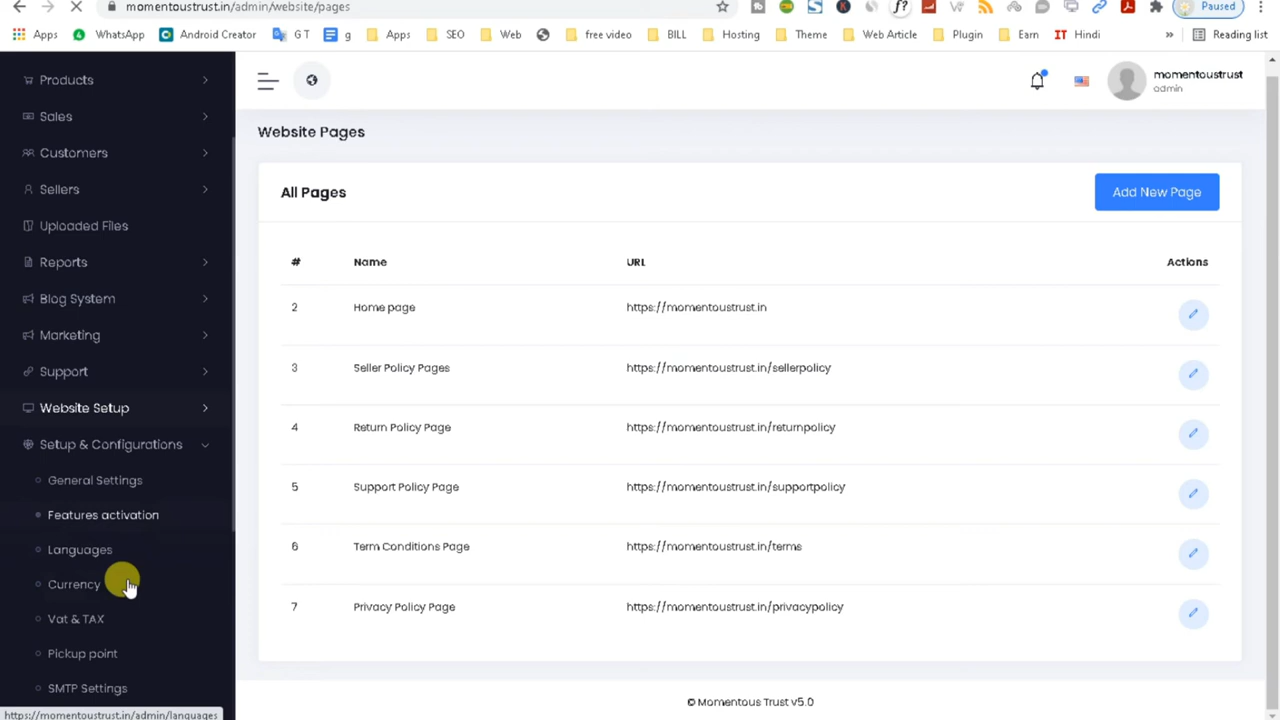 momentoustrust.in/admin/website/pages
Paused
Apps WhatsApp Android Creator G T g Apps SEO Web free video BILL Hosting Theme Web Article Plugin Earn IT Hindi » Reading list
Products
Sales
Customers
Sellers
Uploaded Files
Reports
Blog System
Marketing
Support
Website Setup
Setup & Configurations
General Settings
Features activation
Languages
Currency
Vat & TAX
Pickup point
SMTP Settings
https://momentoustrust.in/admin/languages
momentoustrust
admin
Website Pages
All Pages
Add New Page
# Name URL Actions
2 Home page https://momentoustrust.in
3 Seller Policy Pages https://momentoustrust.in/sellerpolicy
4 Return Policy Page https://momentoustrust.in/returnpolicy
5 Support Policy Page https://momentoustrust.in/supportpolicy
6 Term Conditions Page https://momentoustrust.in/terms
7 Privacy Policy Page https://momentoustrust.in/privacypolicy
© Momentous Trust v5.0